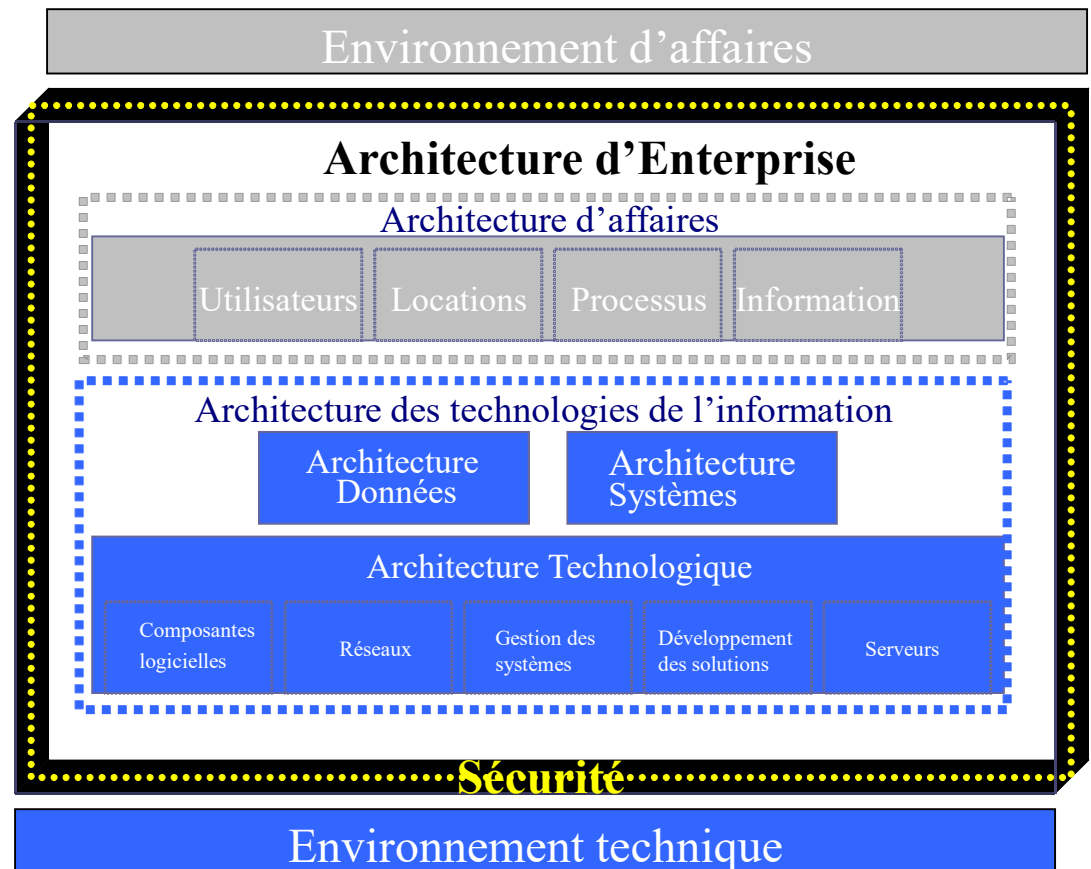 Environnement d’affaires
Architecture d’Enterprise
Architecture d’affaires
Utilisateurs
Locations
Processus
Information
Architecture des technologies de l’information
Architecture
Données
Architecture
Systèmes
Architecture Technologique
Composantes
logicielles
Réseaux
Gestion des
systèmes
Développement
des solutions
Serveurs
Sécurité
Environnement technique